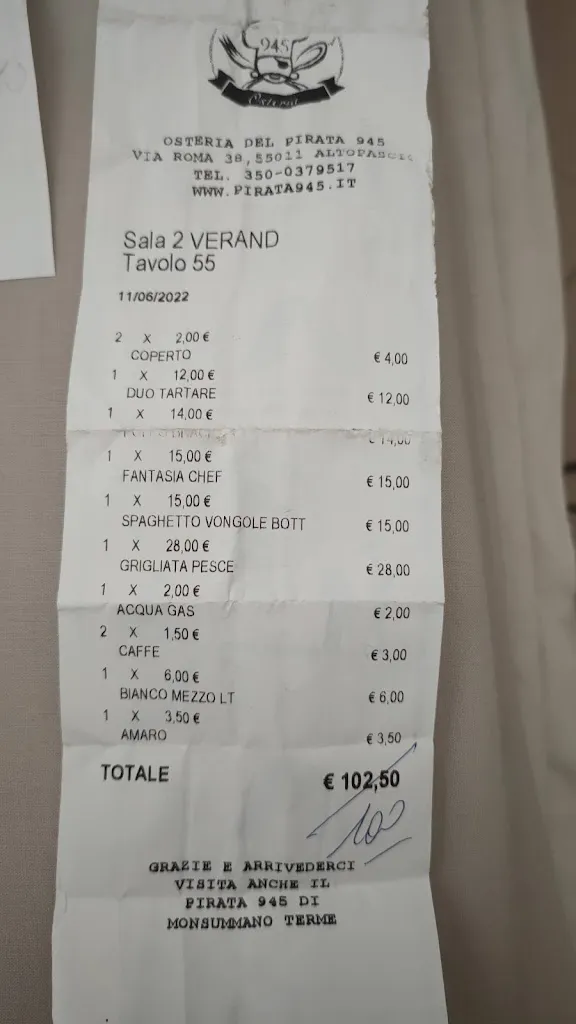 945
Osteria
OSTERIA DEL PIRATA 945
VIA ROMA 38,55011 ALTOPASCIO
TEL. 350-0379517
WWW.PIRATA945.IT
Sala 2 VERAND
Tavolo 55
11/06/2022
2 X 2,00 €
COPERTO € 4,00
1 X 12,00 €
DUO TARTARE € 12,00
1 X 14,00 €
€ 14,00
1 X 15,00 €
FANTASIA CHEF € 15,00
1 X 15,00 €
SPAGHETTO VONGOLE BOTT € 15,00
1 X 28,00 €
GRIGLIATA PESCE € 28,00
1 X 2,00 €
ACQUA GAS € 2,00
2 X 1,50 €
CAFFE € 3,00
1 X 6,00 €
BIANCO MEZZO LT € 6,00
1 X 3,50 €
AMARO € 3,50
TOTALE € 102,50
100
GRAZIE E ARRIVEDERCI
VISITA ANCHE IL
PIRATA 945 DI
MONSUMMANO TERME